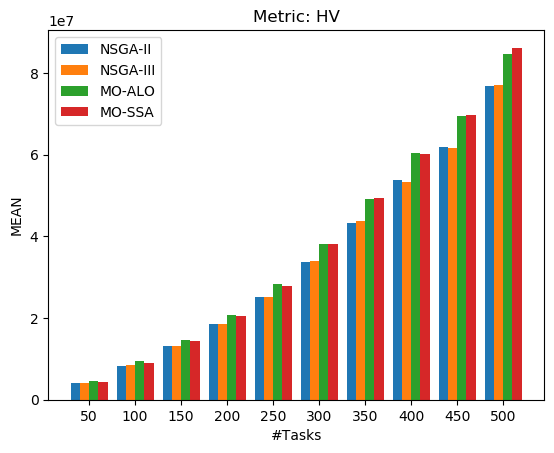 Metric: HV
1e7
NSGA-II
NSGA-III
MO-ALO
MO-SSA
8
6
4
2
0
MEAN
50 100 150 200 250 300 350 400 450 500
#Tasks